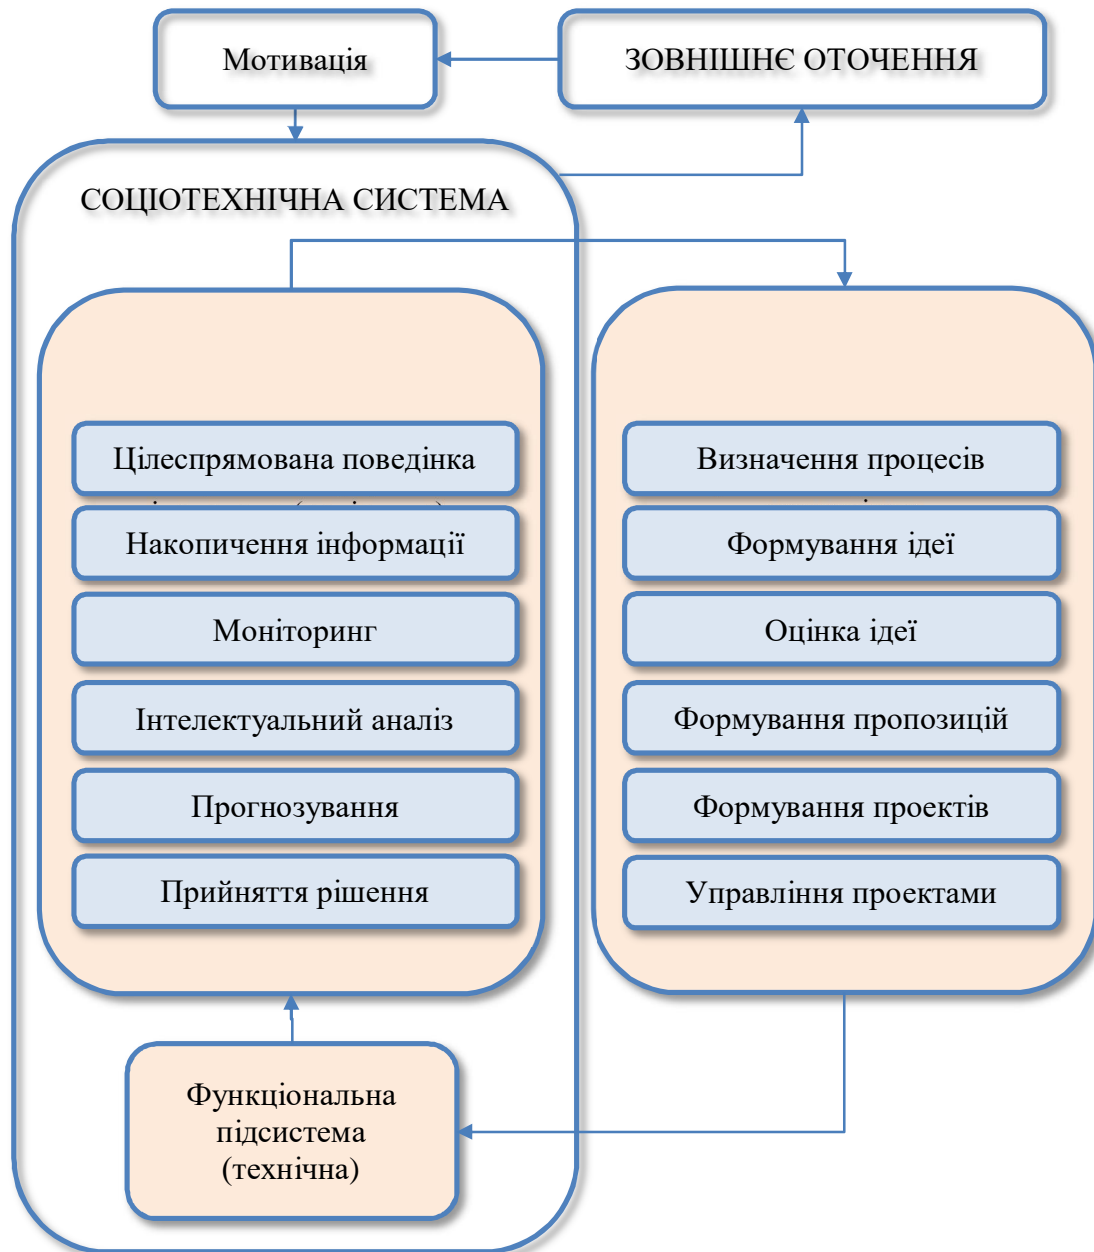 Мотивація
ЗОВНІШНЄ ОТОЧЕННЯ
СОЦІОТЕХНІЧНА СИСТЕМА
Цілеспрямована поведінка
Накопичення інформації
Моніторинг
Інтелектуальний аналіз
Прогнозування
Прийняття рішення
Визначення процесів
Формування ідеї
Оцінка ідеї
Формування пропозицій
Формування проектів
Управління проектами
Функціональна
підсистема
(технічна)